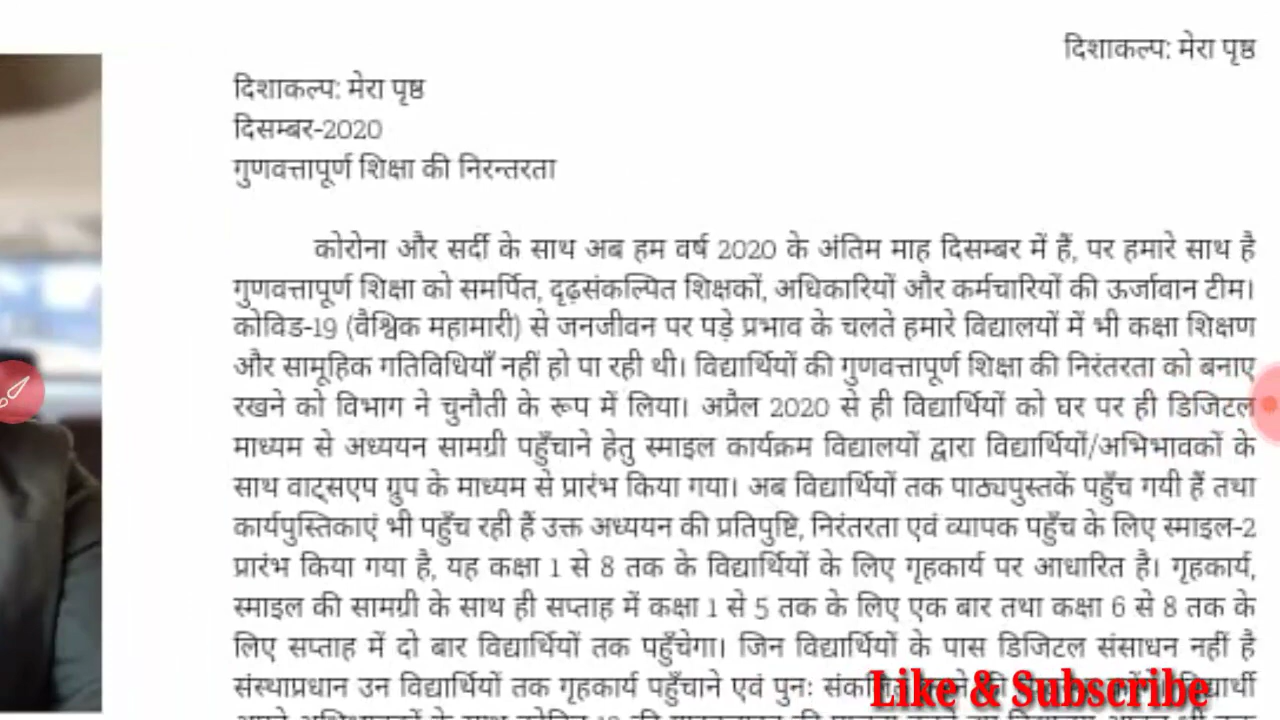 दिशाकल्प: मेरा पृष्ठ
दिशाकल्प: मेरा पृष्ठ
दिसम्बर-2020
गुणवत्तापूर्ण शिक्षा की निरन्तरता
कोरोना और सर्दी के साथ अब हम वर्ष 2020 के अंतिम माह दिसम्बर में हैं, पर हमारे साथ है
गुणवत्तापूर्ण शिक्षा को समर्पित, दृढ़संकल्पित शिक्षकों, अधिकारियों और कर्मचारियों की ऊर्जावान टीम।
कोविड-19 (वैश्विक महामारी) से जनजीवन पर पड़े प्रभाव के चलते हमारे विद्यालयों में भी कक्षा शिक्षण
और सामूहिक गतिविधियाँ नहीं हो पा रही थी। विद्यार्थियों की गुणवत्तापूर्ण शिक्षा की निरंतरता को बनाए
रखने को विभाग ने चुनौती के रूप में लिया। अप्रैल 2020 से ही विद्यार्थियों को घर पर ही डिजिटल
माध्यम से अध्ययन सामग्री पहुँचाने हेतु स्माइल कार्यक्रम विद्यालयों द्वारा विद्यार्थियों/अभिभावकों के
साथ वाट्सएप ग्रुप के माध्यम से प्रारंभ किया गया। अब विद्यार्थियों तक पाठ्यपुस्तकें पहुँच गयी हैं तथा
कार्यपुस्तिकाएं भी पहुँच रही हैं उक्त अध्ययन की प्रतिपुष्टि, निरंतरता एवं व्यापक पहुँच के लिए स्माइल-2
प्रारंभ किया गया है, यह कक्षा 1 से 8 तक के विद्यार्थियों के लिए गृहकार्य पर आधारित है। गृहकार्य,
स्माइल की सामग्री के साथ ही सप्ताह में कक्षा 1 से 5 तक के लिए एक बार तथा कक्षा 6 से 8 तक के
लिए सप्ताह में दो बार विद्यार्थियों तक पहुँचेगा। जिन विद्यार्थियों के पास डिजिटल संसाधन नहीं है
संस्थाप्रधान उन विद्यार्थियों तक गृहकार्य पहुँचाने एवं पुनः
Like & Subscribe